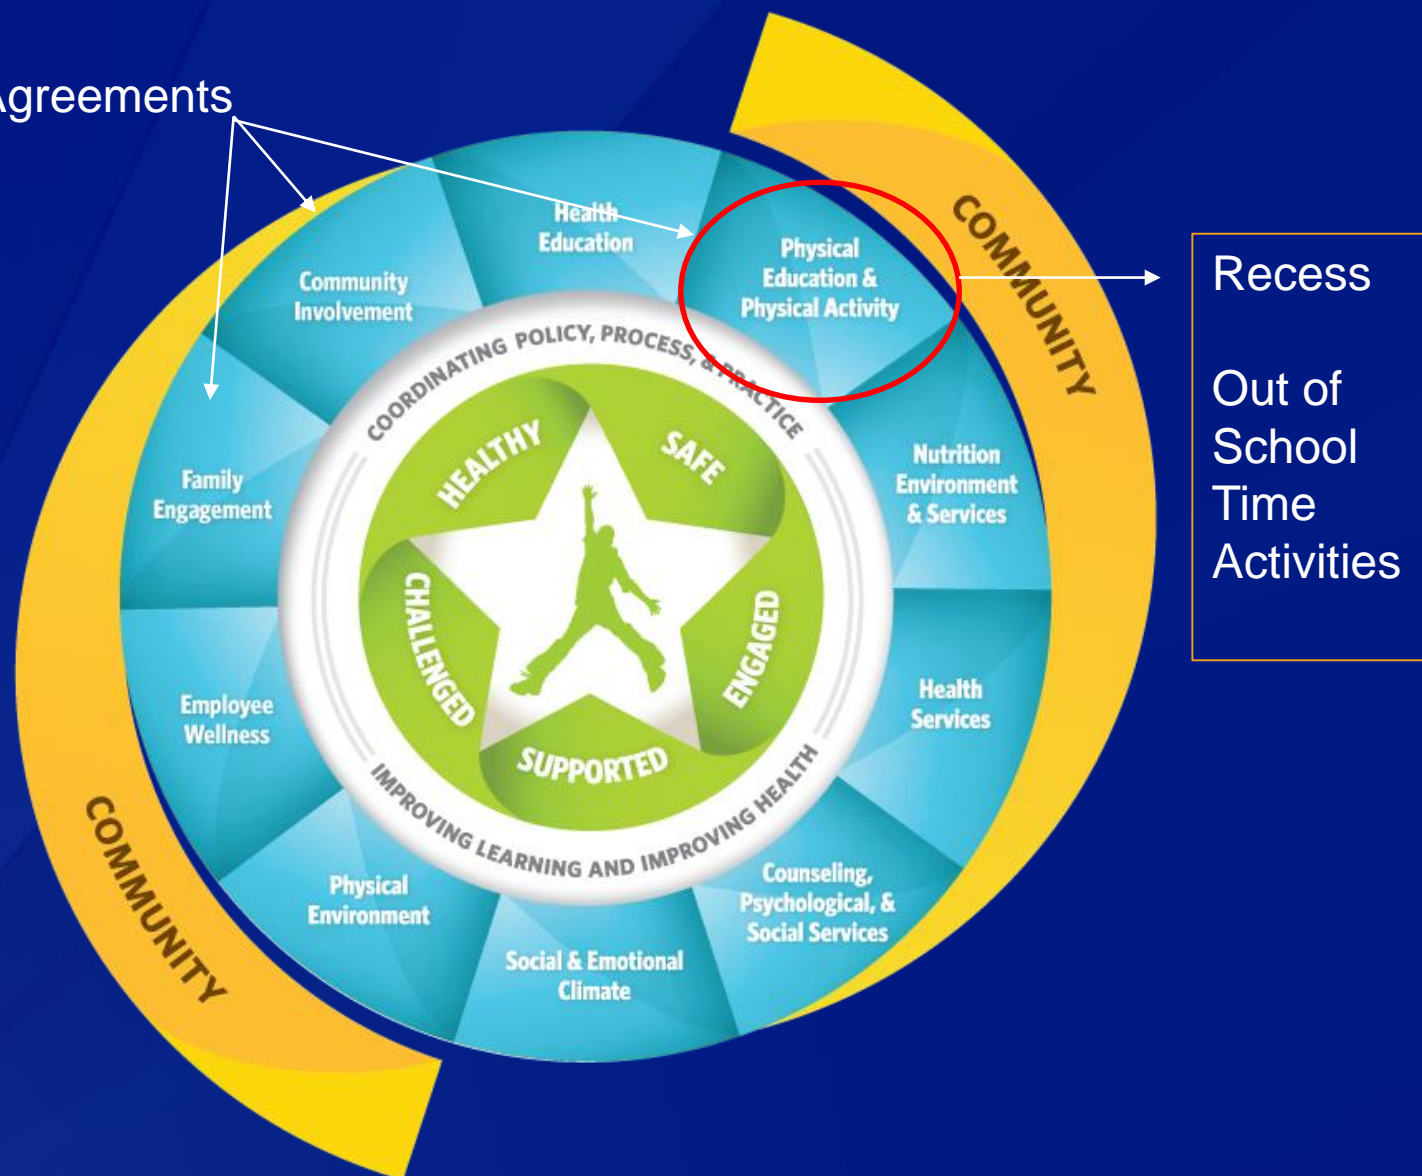 Agreements
Health
Education
Physical
Education &
Physical Activity
Community
Involvement
COMMUNITY
Recess
Out of
School
Time
Activities
COORDINATING POLICY, PROCESS, & PRACTICE
HEALTHY
SAFE
Nutrition
Environment
& Services
Family
Engagement
CHALLENGED
ENGAGED
Health
Services
Employee
Wellness
SUPPORTED
IMPROVING LEARNING AND IMPROVING HEALTH
COMMUNITY
Physical
Environment
Counseling,
Psychological, &
Social Services
Social & Emotional
Climate